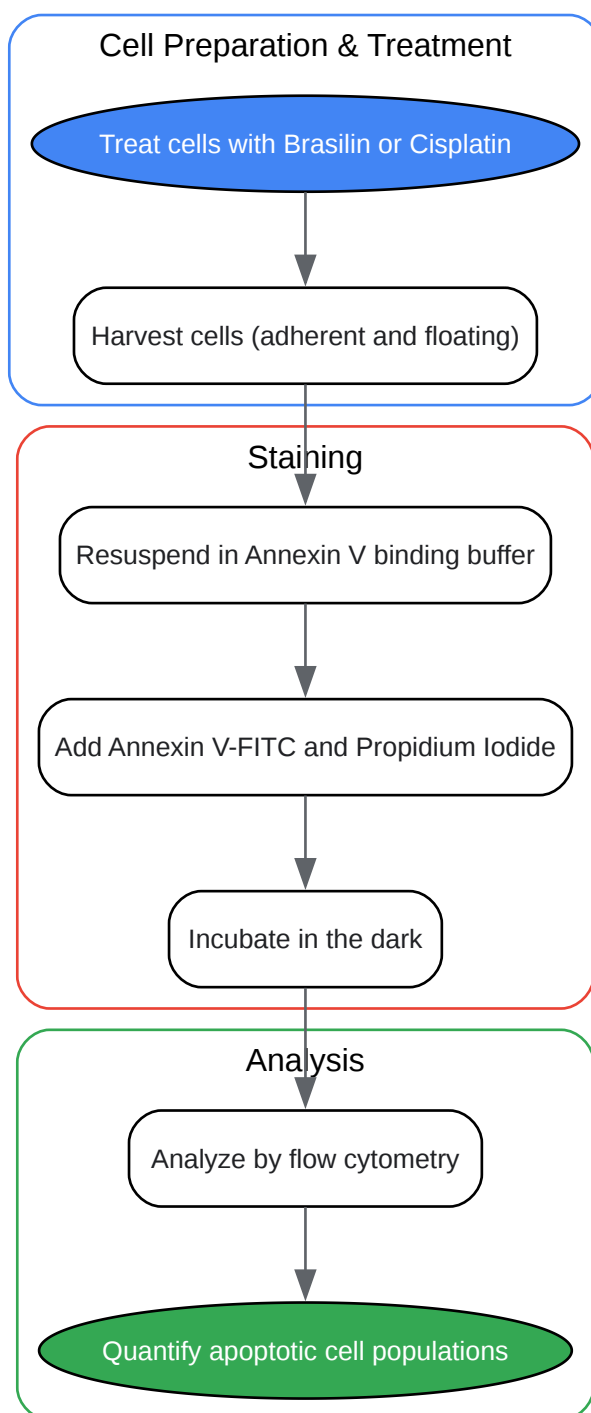 Cell Preparation & Treatment
Treat cells with Brasilin or Cisplatin
Harvest cells (adherent and floating)
Staining
Resuspend in Annexin V binding buffer
Add Annexin V-FITC and Propidium Iodide
Incubate in the dark
Analysis
Analyze by flow cytometry
Quantify apoptotic cell populations